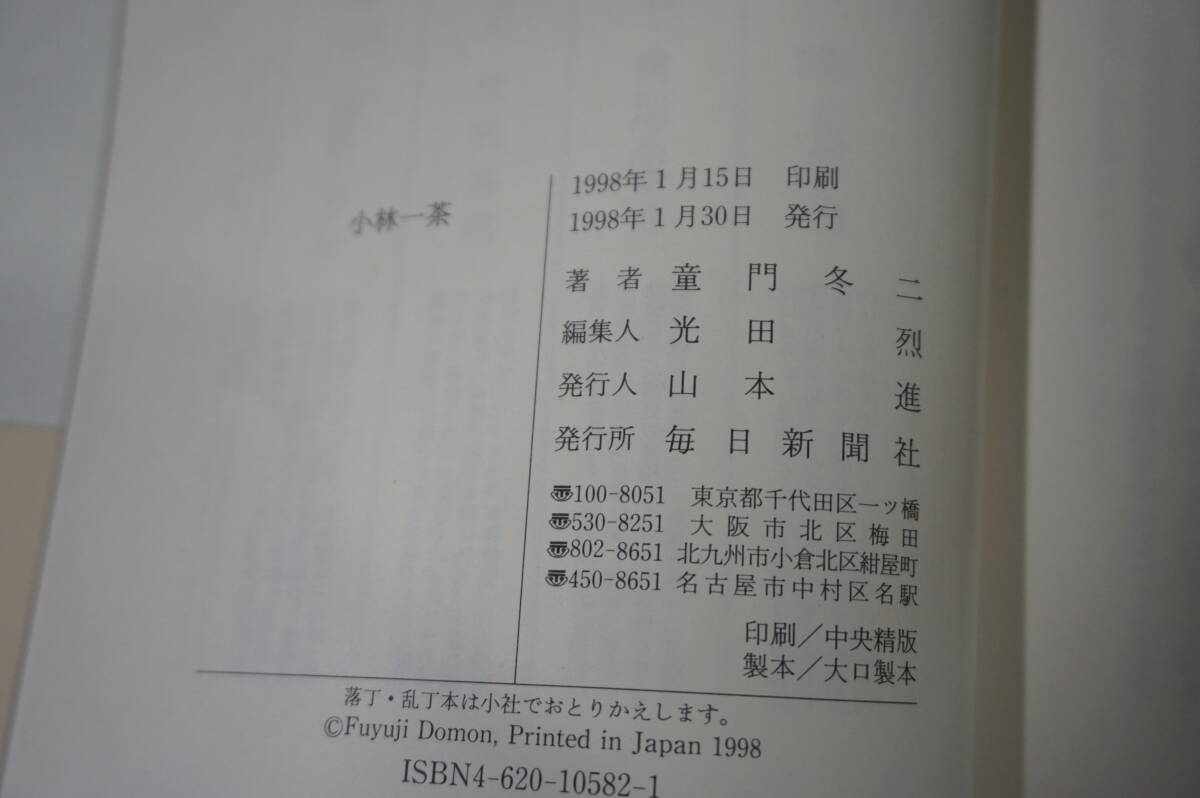 小林一茶
1998年1月15日 印刷
1998年1月30日 発行
著者 童門冬二
編集人 光田烈
発行人 山本進
発行所 毎日新聞社
〠100-8051 東京都千代田区一ッ橋
〠530-8251 大阪市北区梅田
〠802-8651 北九州市小倉北区紺屋町
〠450-8651 名古屋市中村区名駅
印刷／中央精版
製本／大口製本
落丁・乱丁本は小社でおとりかえします。
©Fuyuji Domon, Printed in Japan 1998
ISBN4-620-10582-1